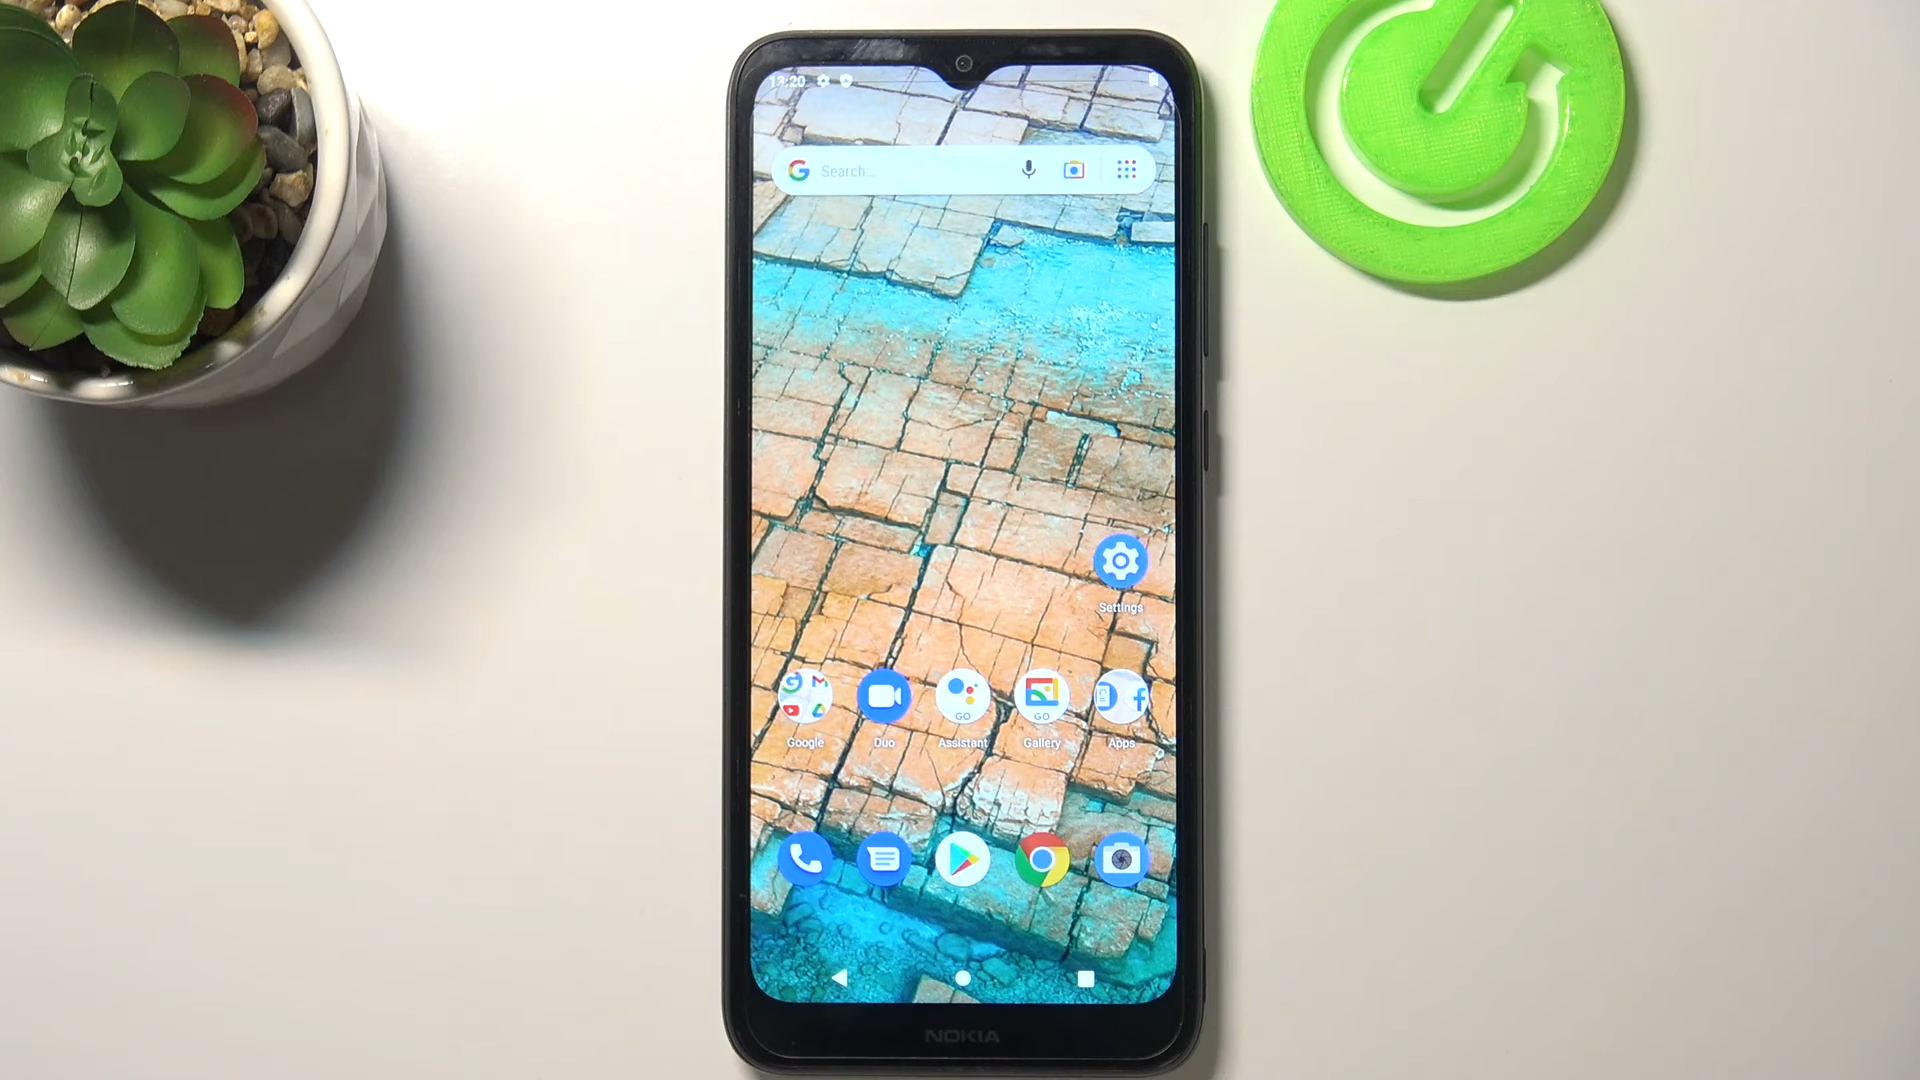 13:20
Search...
Settings
GO
GO
Google
Duo
Assistant
Gallery
Apps
NOKIA